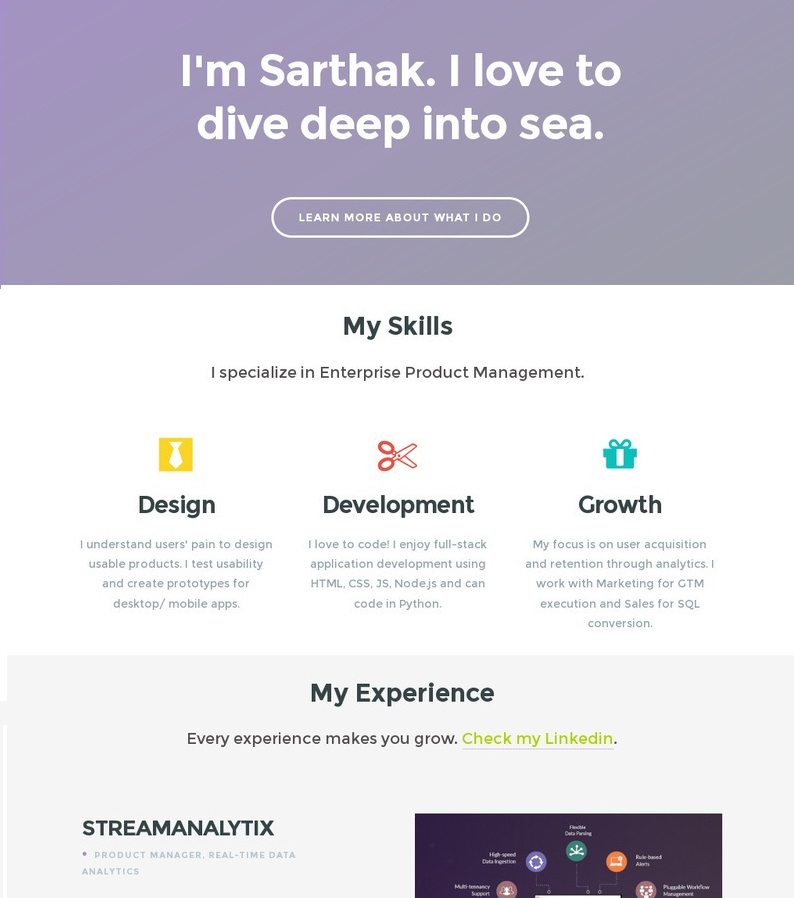 I'm Sarthak. I love to
dive deep into sea.
LEARN MORE ABOUT WHAT I DO
My Skills
I specialize in Enterprise Product Management.
Design
I understand users' pain to design
usable products. I test usability
and create prototypes for
desktop/ mobile apps.
Development
I love to code! I enjoy full-stack
application development using
HTML, CSS, JS, Node.js and can
code in Python.
Growth
My focus is on user acquisition
and retention through analytics. I
work with Marketing for GTM
execution and Sales for SQL
conversion.
My Experience
Every experience makes you grow. Check my Linkedin.
STREAMANALYTIX
• PRODUCT MANAGER, REAL-TIME DATA
ANALYTICS
Flexible
Data Parsing
High-speed
Data Ingestion
Rule-based
Alerts
Multi-tennancy
Support
Pluggable Workflow
Management